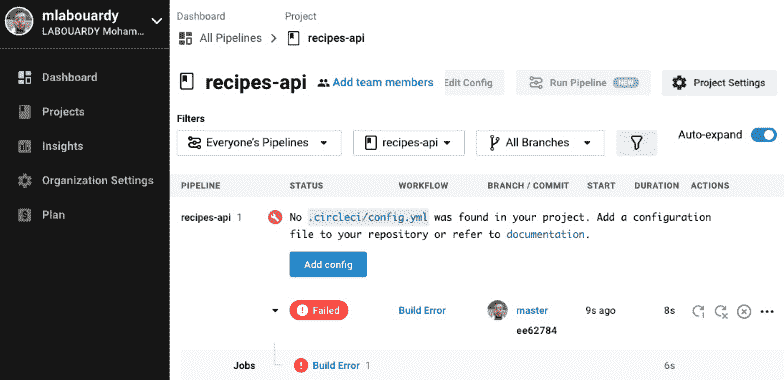 mlabouardy
LABOUARDY Moham...
Dashboard
Projects
Insights
Organization Settings
Plan
Dashboard Project
All Pipelines > recipes-api
recipes-api Add team members Edit Config Run Pipeline NEW Project Settings
Filters
Everyone's Pipelines recipes-api All Branches Auto-expand
PIPELINE STATUS WORKFLOW BRANCH / COMMIT START DURATION ACTIONS
recipes-api 1 No .circleci/config.yml was found in your project. Add a configuration
file to your repository or refer to documentation.
Add config
Failed Build Error master 9s ago 8s
ee62784
Jobs Build Error 1 6s